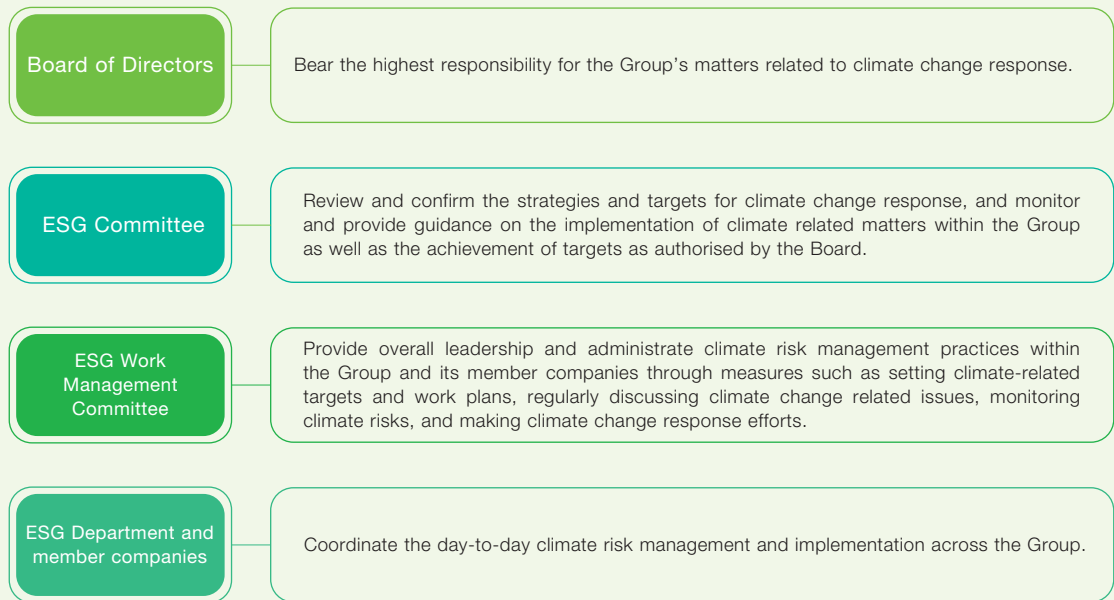 Board of Directors
Bear the highest responsibility for the Group's matters related to climate change response.
ESG Committee
Review and confirm the strategies and targets for climate change response, and monitor
and provide guidance on the implementation of climate related matters within the Group
as well as the achievement of targets as authorised by the Board.
ESG Work
Management
Committee
Provide overall leadership and administrate climate risk management practices within
the Group and its member companies through measures such as setting climate-related
targets and work plans, regularly discussing climate change related issues, monitoring
climate risks, and making climate change response efforts.
ESG Department and
member companies
Coordinate the day-to-day climate risk management and implementation across the Group.